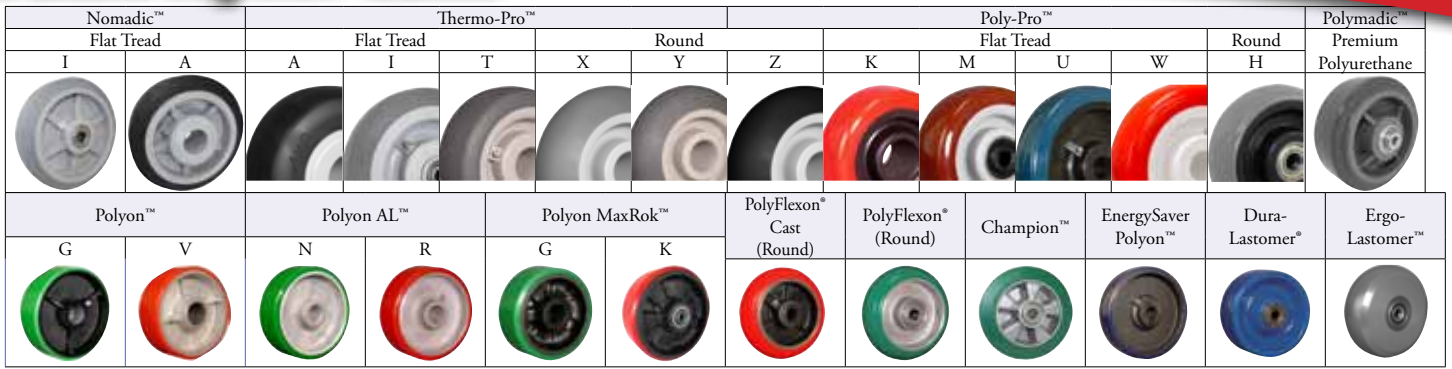 Nomadic™ Thermo-Pro™ Poly-Pro™ Polymadic™
Flat Tread Flat Tread Round Flat Tread Round Premium
I A A I T X Y Z K M U W H Polyurethane
Polyon™ Polyon AL™ Polyon MaxRok™ PolyFlexon® Cast (Round) PolyFlexon® (Round) Champion™ EnergySaver Polyon™ Dura-Lastomer® Ergo-Lastomer™
G V N R G K